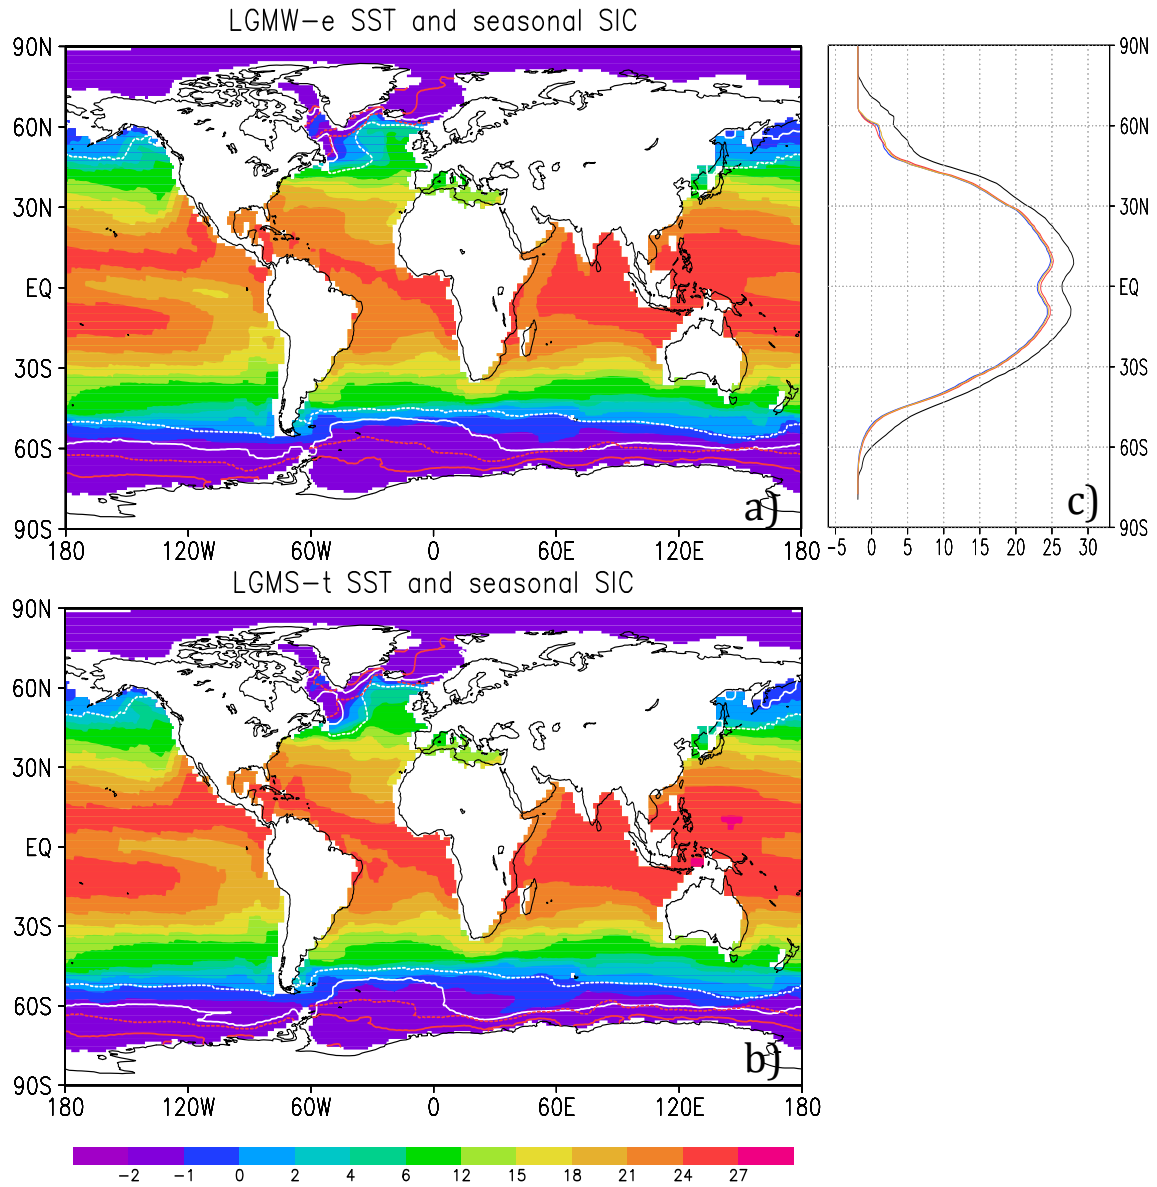 LGMW-e SST and seasonal SIC
90N
60N
30N
EQ
30S
60S
90S
180 120W 60W 0 60E 120E 180
a)
90N
60N
30N
EQ
30S
60S
90S
-5 0 5 10 15 20 25 30
c)
LGMS-t SST and seasonal SIC
90N
60N
30N
EQ
30S
60S
90S
180 120W 60W 0 60E 120E 180
b)
-2 -1 0 2 4 6 12 15 18 21 24 27